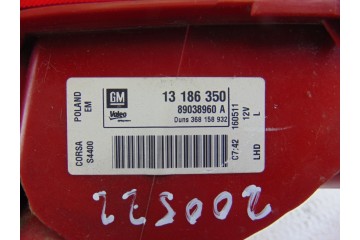 POLAND
EM
CORSA
S4400
GM
Valeo
13 186 350
89038960 A
Duns 368 158 932
C7:42 160511
12V
LHD L
225002